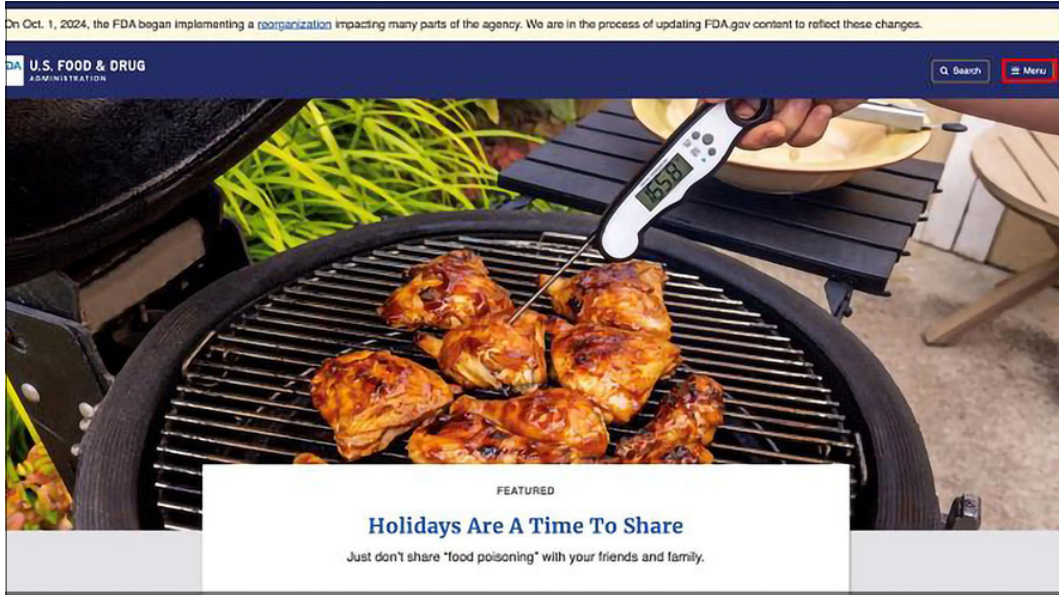 On Oct. 1, 2024, the FDA began implementing a reorganization impacting many parts of the agency. We are in the process of updating FDA.gov content to reflect these changes.
DA U.S. FOOD & DRUG
ADMINISTRATION
Search
Menu
165.8
FEATURED
Holidays Are A Time To Share
Just don't share "food poisoning" with your friends and family.